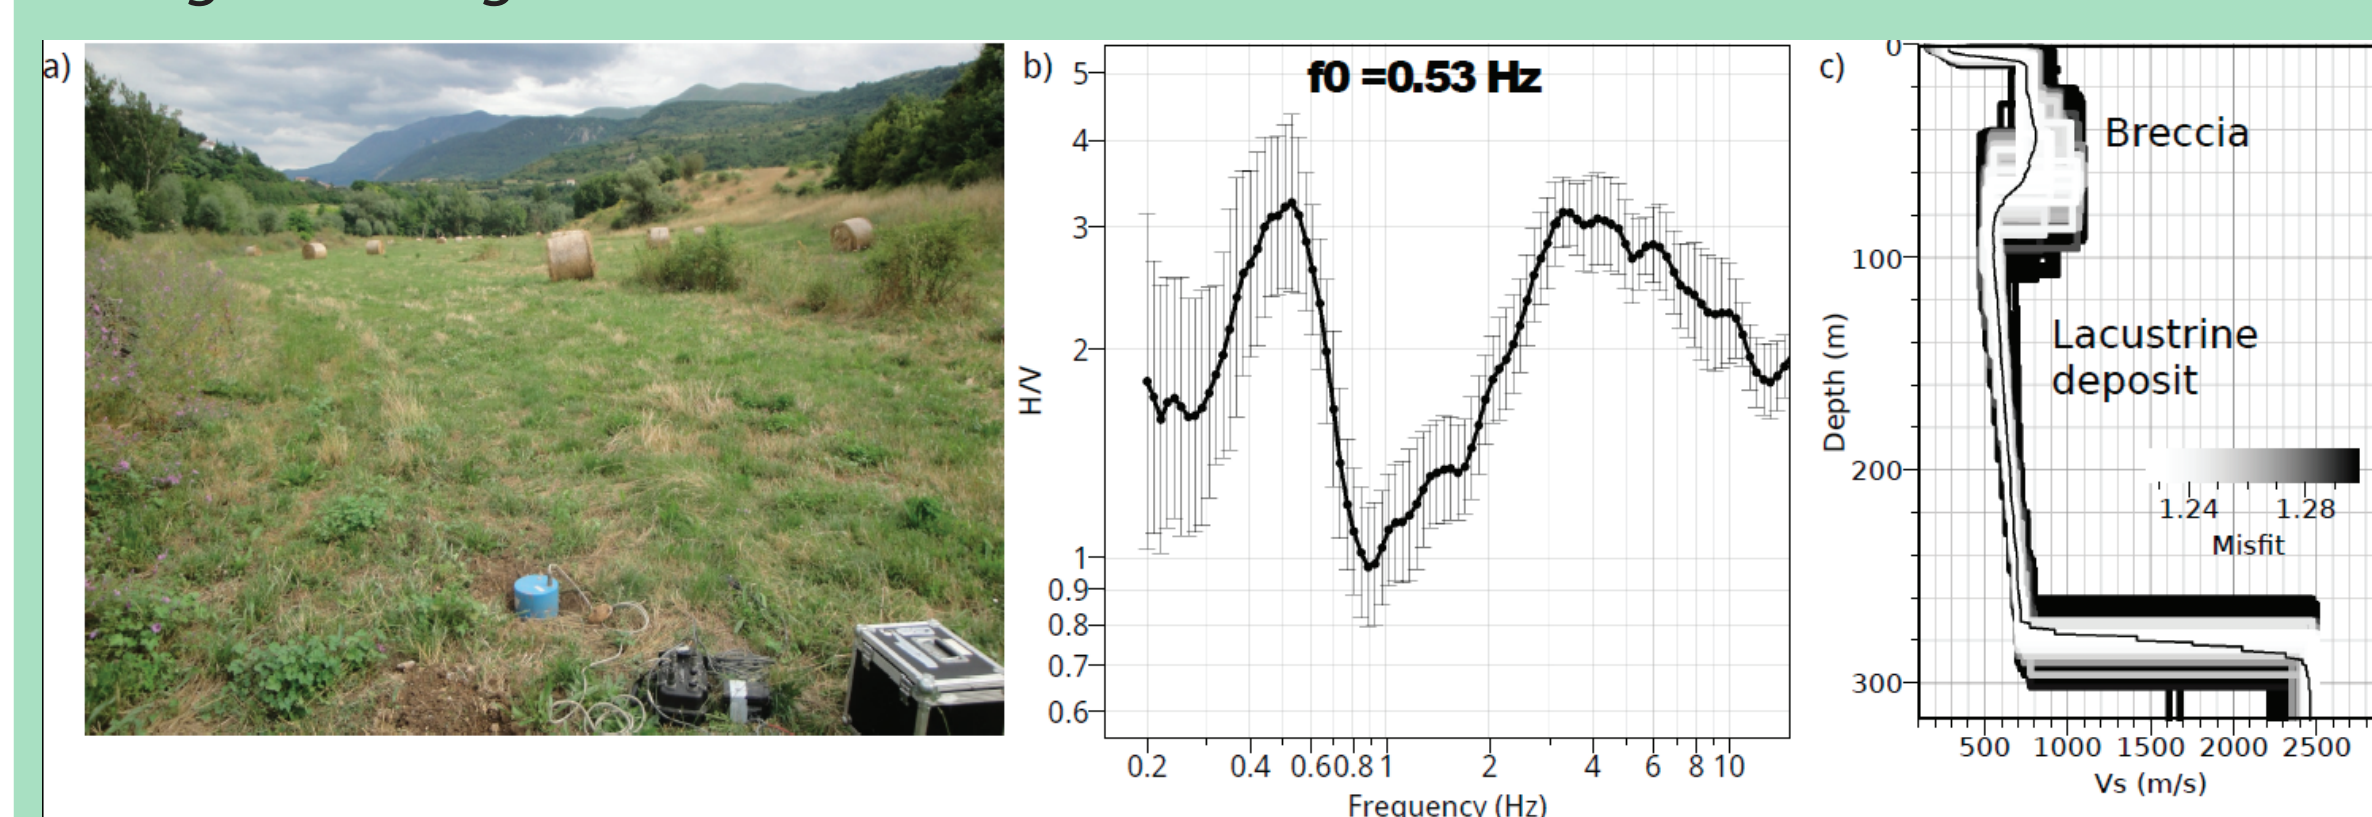 a)
b)
f0 =0.53 Hz
5
4
3
2
1
0.9
0.8
0.7
0.6
H/V
0.2 0.4 0.6 0.8 1 2 4 6 8 10
Frequency (Hz)
c)
0
100
200
300
Depth (m)
Breccia
Lacustrine
deposit
1.24 1.28
Misfit
500 1000 1500 2000 2500
Vs (m/s)